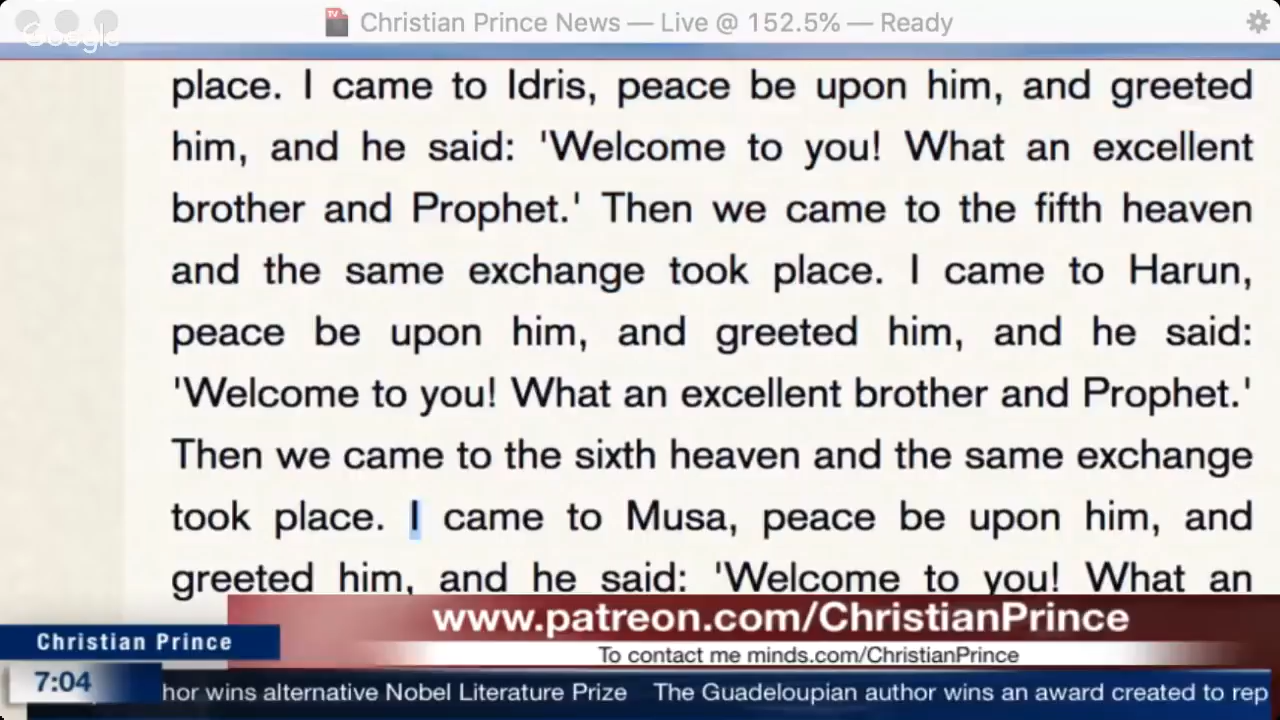 Christian Prince News — Live @ 152.5% — Ready
Google
place. I came to Idris, peace be upon him, and greeted
him, and he said: 'Welcome to you! What an excellent
brother and Prophet.' Then we came to the fifth heaven
and the same exchange took place. I came to Harun,
peace be upon him, and greeted him, and he said:
'Welcome to you! What an excellent brother and Prophet.'
Then we came to the sixth heaven and the same exchange
took place. I came to Musa, peace be upon him, and
greeted him, and he said: 'Welcome to you! What an
www.patreon.com/ChristianPrince
Christian Prince
To contact me minds.com/ChristianPrince
7:04
hor wins alternative Nobel Literature Prize The Guadeloupian author wins an award created to rep